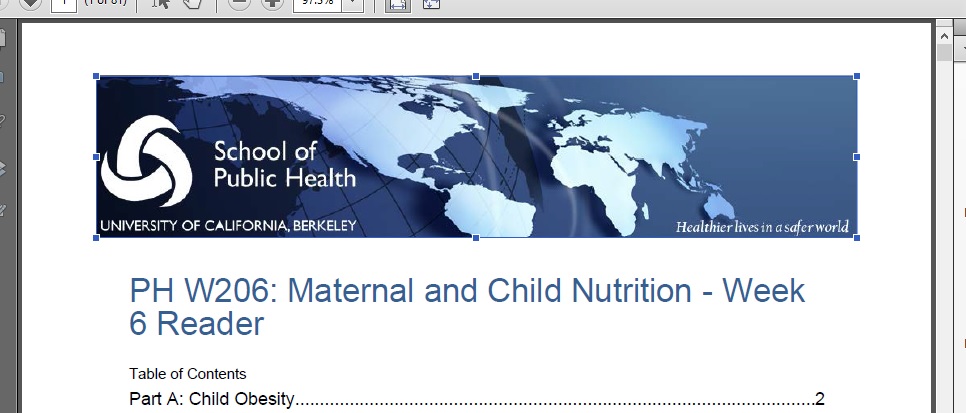 1 (1 of 81) 97.3%
School of
Public Health
UNIVERSITY OF CALIFORNIA, BERKELEY
Healthier lives in a safer world
PH W206: Maternal and Child Nutrition - Week
6 Reader
Table of Contents
Part A: Child Obesity....................................................................................................2